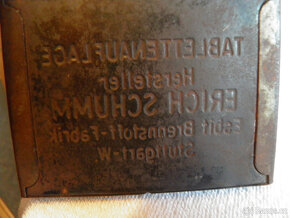 TABLETTENAUFLAGE
Hersteller
ERICH SCHUMM
Esbit Brennstoff-Fabrik
Stuttgart-W